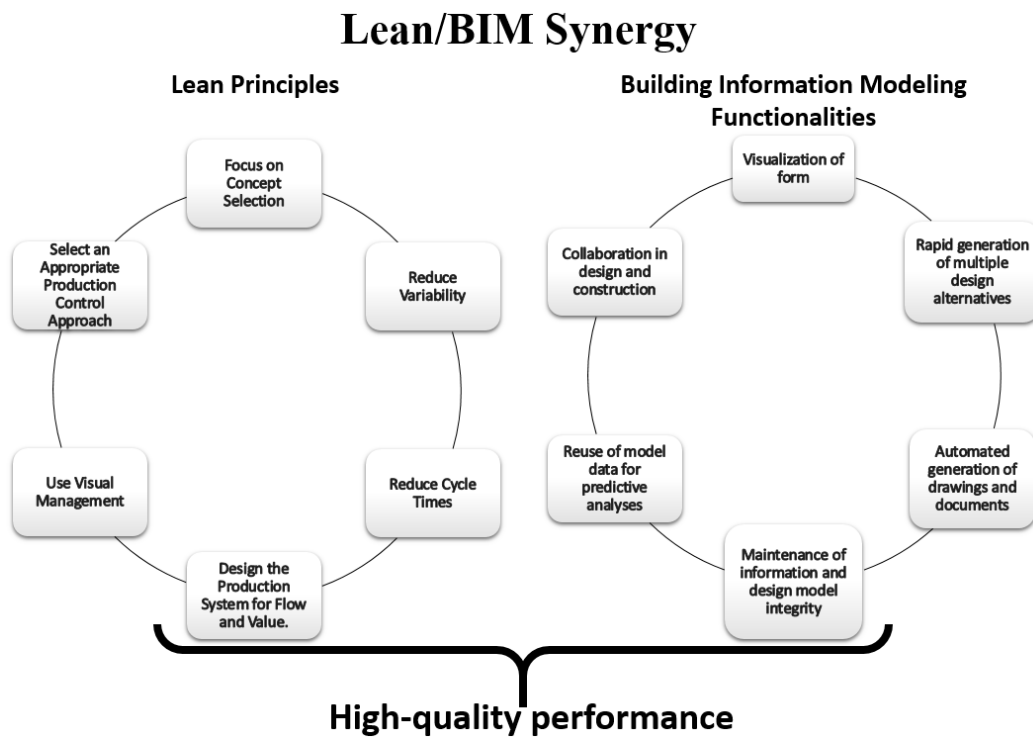 Lean/BIM Synergy
Lean Principles
Focus on
Concept
Selection
Reduce
Variability
Reduce Cycle
Times
Design the
Production
System for Flow
and Value.
Use Visual
Management
Select an
Appropriate
Production
Control
Approach
Building Information Modeling
Functionalities
Visualization of
form
Rapid generation
of multiple
design
alternatives
Automated
generation of
drawings and
documents
Maintenance of
information and
design model
integrity
Reuse of model
data for
predictive
analyses
Collaboration in
design and
construction
High-quality performance